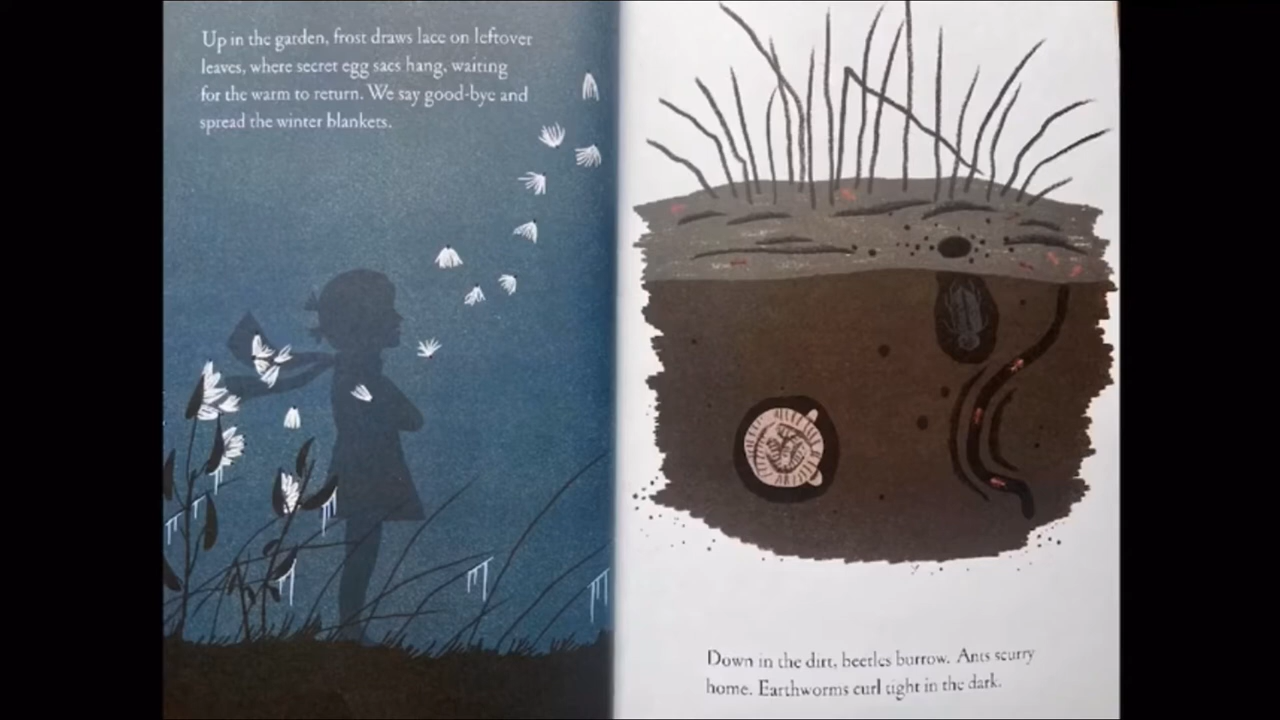 Up in the garden, frost draws lace on leftover
leaves, where secret egg sacs hang, waiting
for the warm to return. We say good-bye and
spread the winter blankets.
Down in the dirt, beetles burrow. Ants scurry
home. Earthworms curl tight in the dark.